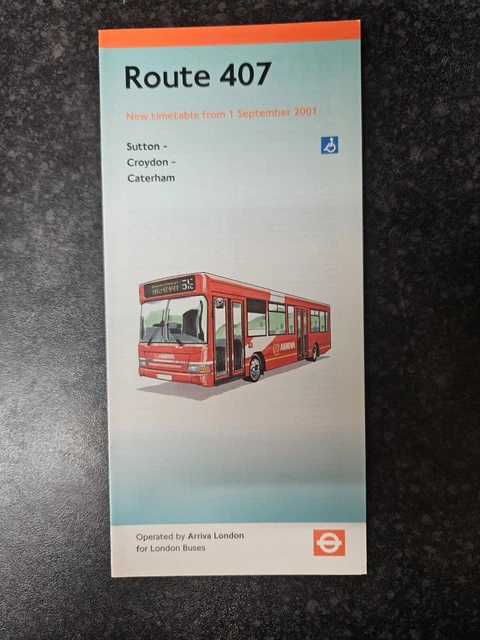 Route 407
New timetable from 1 September 2001
Sutton -
Croydon -
Caterham
ARRIVA
ARRIVA
Operated by Arriva London
for London Buses